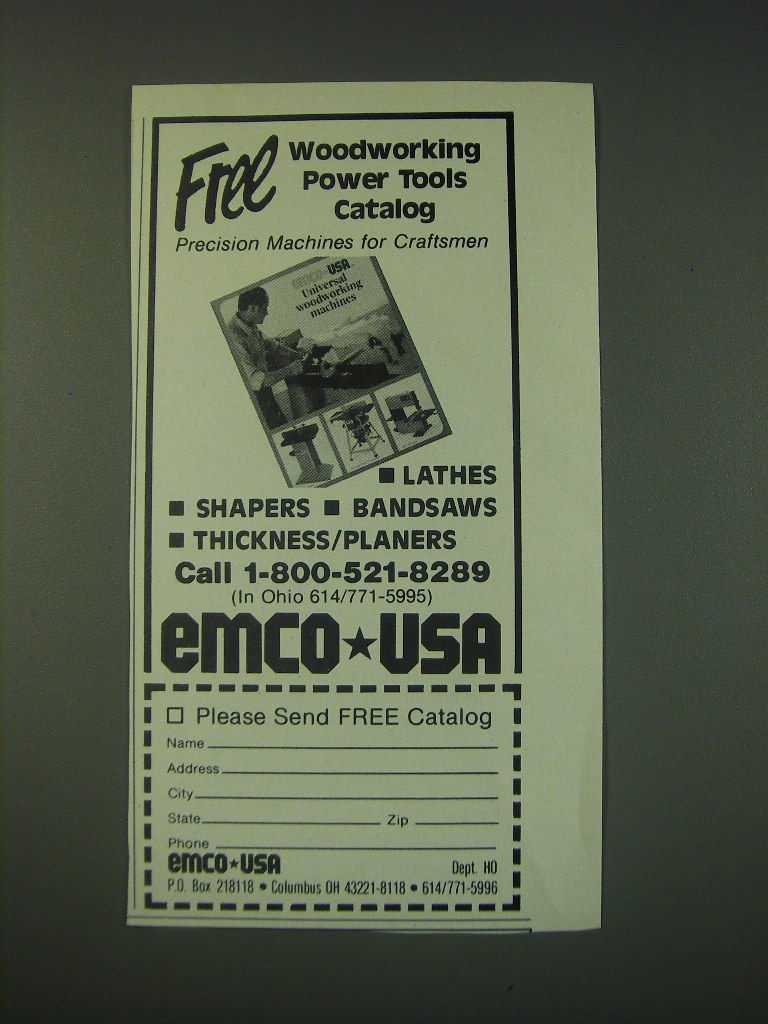 Free Woodworking
Power Tools
Catalog
Precision Machines for Craftsmen
emco USA
Universal
woodworking
machines
■ LATHES
■ SHAPERS ■ BANDSAWS
■ THICKNESS/PLANERS
Call 1-800-521-8289
(In Ohio 614/771-5995)
emco★USA
☐ Please Send FREE Catalog
Name
Address
City
State Zip
Phone
emco★USA Dept. HO
P.O. Box 218118 • Columbus OH 43221-8118 • 614/771-5996